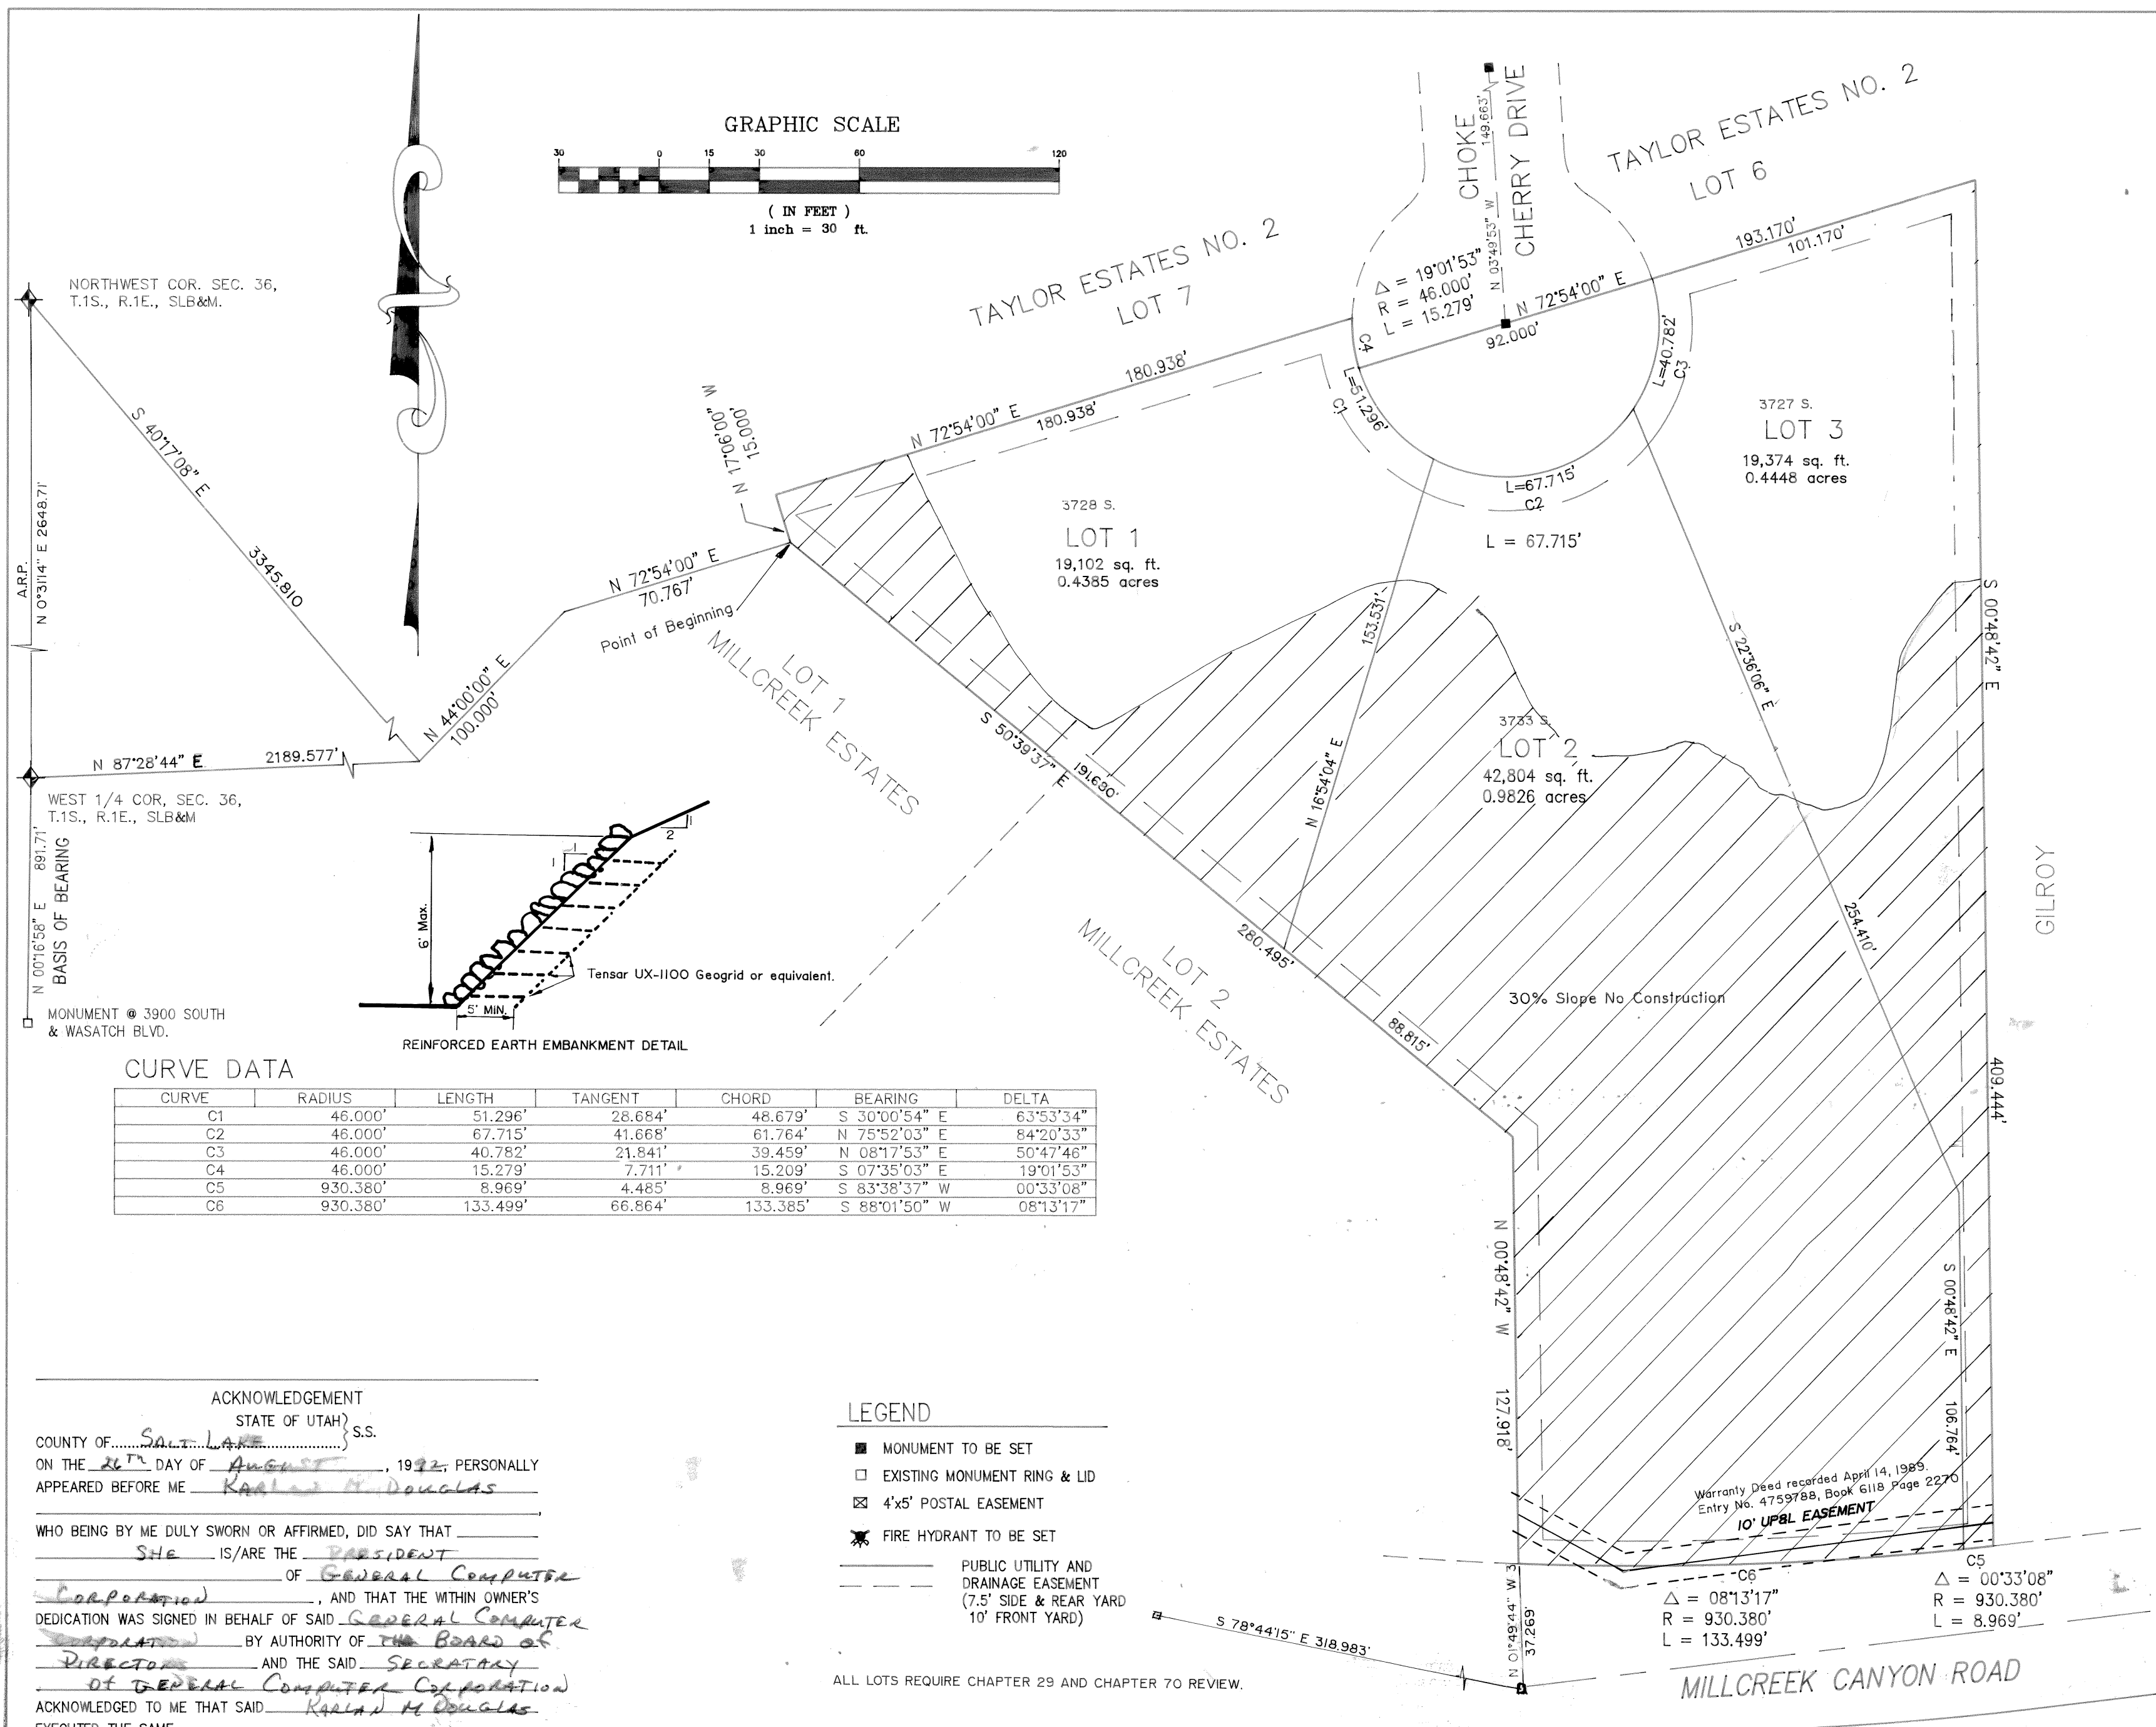 GRAPHIC SCALE
30 0 15 30 60 120
( IN FEET )
1 inch = 30 ft.
NORTHWEST COR. SEC. 36,
T.1S., R.1E., SLB&M.
S 40°17'08" E
3345.810
A.R.P.
N 0°31'14" E 2648.71'
N 87°28'44" E 2189.577'
WEST 1/4 COR, SEC. 36,
T.1S., R.1E., SLB&M
N 00°16'58" E 891.71'
BASIS OF BEARING
MONUMENT @ 3900 SOUTH
& WASATCH BLVD.
N 44°00'00" E
100.000'
N 72°54'00" E
70.767'
Point of Beginning
N 17°06'00" W
15.000'
TAYLOR ESTATES NO. 2
LOT 7
N 72°54'00" E
180.938'
180.938'
CHOKE
CHERRY DRIVE
N 03°49'53" W 149.663'
TAYLOR ESTATES NO. 2
LOT 6
193.170'
101.170'
Δ = 19°01'53"
R = 46.000'
L = 15.279'
N 72°54'00" E
92.000'
C4
L=51.296'
C1
L=40.782'
C3
L=67.715'
C2
L = 67.715'
3728 S.
LOT 1
19,102 sq. ft.
0.4385 acres
3727 S.
LOT 3
19,374 sq. ft.
0.4448 acres
3733 S.
LOT 2
42,804 sq. ft.
0.9826 acres
153.531'
N 16°54'04" E
S 22°36'06" E
254.410'
S 00°48'42" E
409.444'
GILROY
LOT 1
MILLCREEK ESTATES
S 50°39'37" E
191.680'
280.495'
88.815'
LOT 2
MILLCREEK ESTATES
30% Slope No Construction
N 00°48'42" W
127.918'
S 00°48'42" E 106.764'
Warranty Deed recorded April 14, 1989.
Entry No. 4759788, Book 6118 Page 2270
10' UP&L EASEMENT
C6
Δ = 08°13'17"
R = 930.380'
L = 133.499'
C5
Δ = 00°33'08"
R = 930.380'
L = 8.969'
N 01°49'44" W 3
37.269'
S 78°44'15" E 318.983'
MILLCREEK CANYON ROAD
6' Max.
1
1
2
1
5' MIN.
Tensar UX-1100 Geogrid or equivalent.
REINFORCED EARTH EMBANKMENT DETAIL
CURVE DATA
CURVE RADIUS LENGTH TANGENT CHORD BEARING DELTA
C1 46.000' 51.296' 28.684' 48.679' S 30°00'54" E 63°53'34"
C2 46.000' 67.715' 41.668' 61.764' N 75°52'03" E 84°20'33"
C3 46.000' 40.782' 21.841' 39.459' N 08°17'53" E 50°47'46"
C4 46.000' 15.279' 7.711' 15.209' S 07°35'03" E 19°01'53"
C5 930.380' 8.969' 4.485' 8.969' S 83°38'37" W 00°33'08"
C6 930.380' 133.499' 66.864' 133.385' S 88°01'50" W 08°13'17"
ACKNOWLEDGEMENT
STATE OF UTAH
S.S.
COUNTY OF SALT LAKE
ON THE 26TH DAY OF AUGUST, 1992, PERSONALLY
APPEARED BEFORE ME KARLAN M. DOUGLAS
WHO BEING BY ME DULY SWORN OR AFFIRMED, DID SAY THAT
SHE IS/ARE THE PRESIDENT
OF GENERAL COMPUTER
CORPORATION, AND THAT THE WITHIN OWNER'S
DEDICATION WAS SIGNED IN BEHALF OF SAID GENERAL COMPUTER
CORPORATION BY AUTHORITY OF THE BOARD OF
DIRECTORS AND THE SAID SECRATARY
Of GENERAL COMPUTER CORPORATION
ACKNOWLEDGED TO ME THAT SAID KARLAN M DOUGLAS
EXECUTED THE SAME
LEGEND
MONUMENT TO BE SET
EXISTING MONUMENT RING & LID
4'x5' POSTAL EASEMENT
FIRE HYDRANT TO BE SET
PUBLIC UTILITY AND
DRAINAGE EASEMENT
(7.5' SIDE & REAR YARD
10' FRONT YARD)
ALL LOTS REQUIRE CHAPTER 29 AND CHAPTER 70 REVIEW.